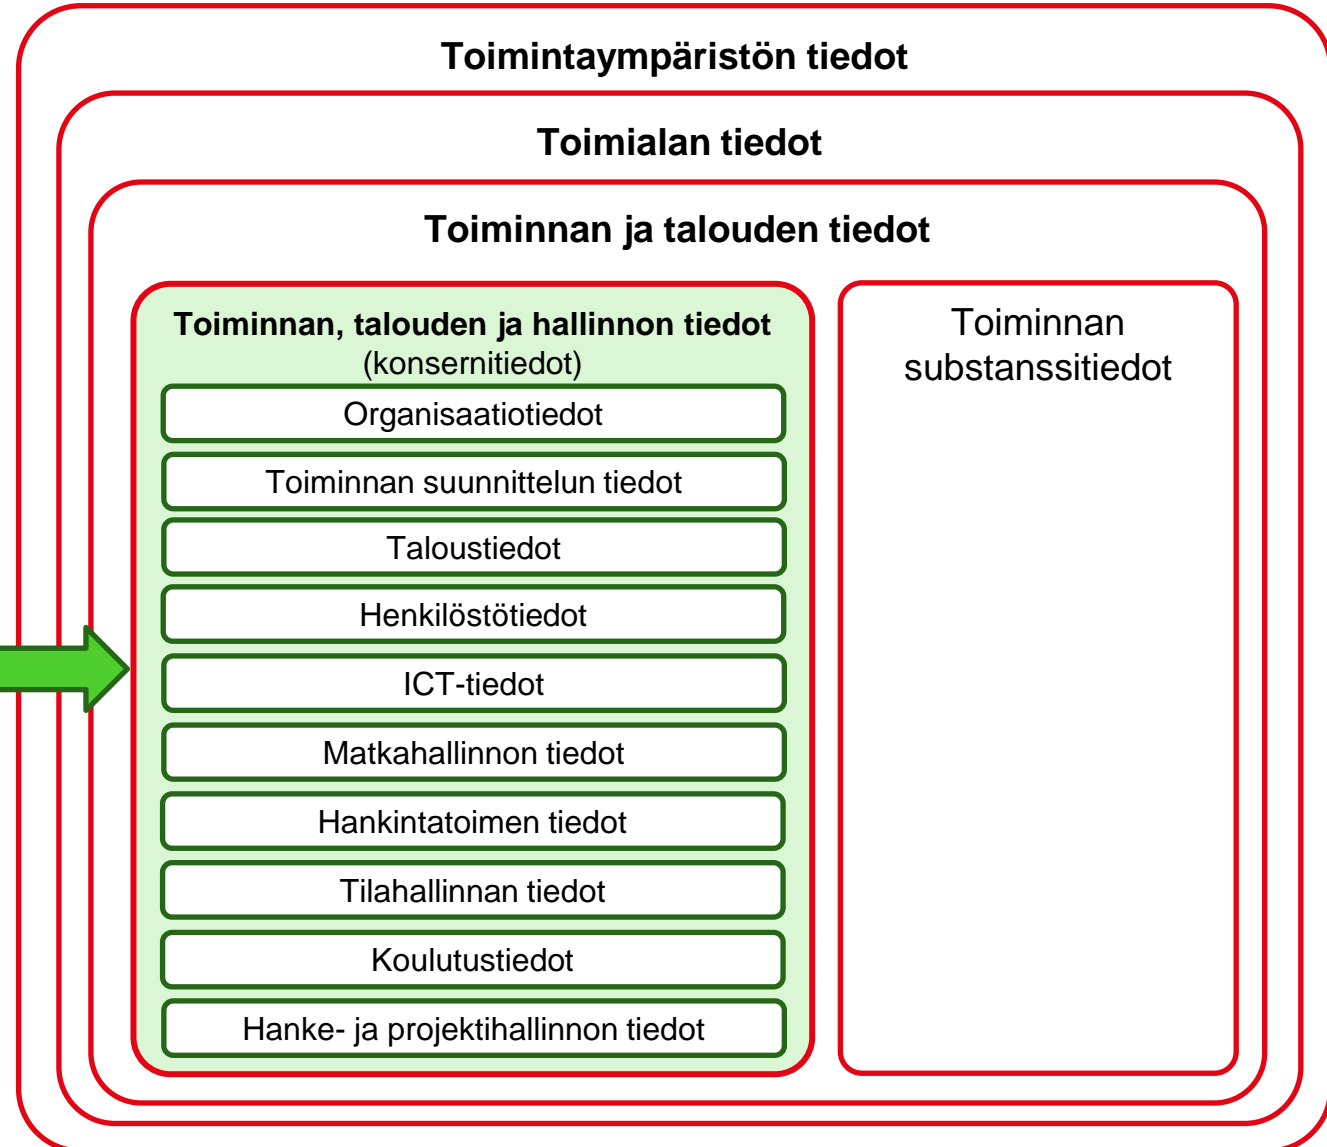 Toimintaympäristön tiedot
Toimialan tiedot
Toiminnan ja talouden tiedot
Toiminnan, talouden ja hallinnon tiedot
(konsernitiedot)
Organisaatiotiedot
Toiminnan suunnittelun tiedot
Taloustiedot
Henkilöstötiedot
ICT-tiedot
Matkahallinnon tiedot
Hankintatoimen tiedot
Tilahallinnan tiedot
Koulutustiedot
Hanke- ja projektihallinnon tiedot
Toiminnan
substanssitiedot